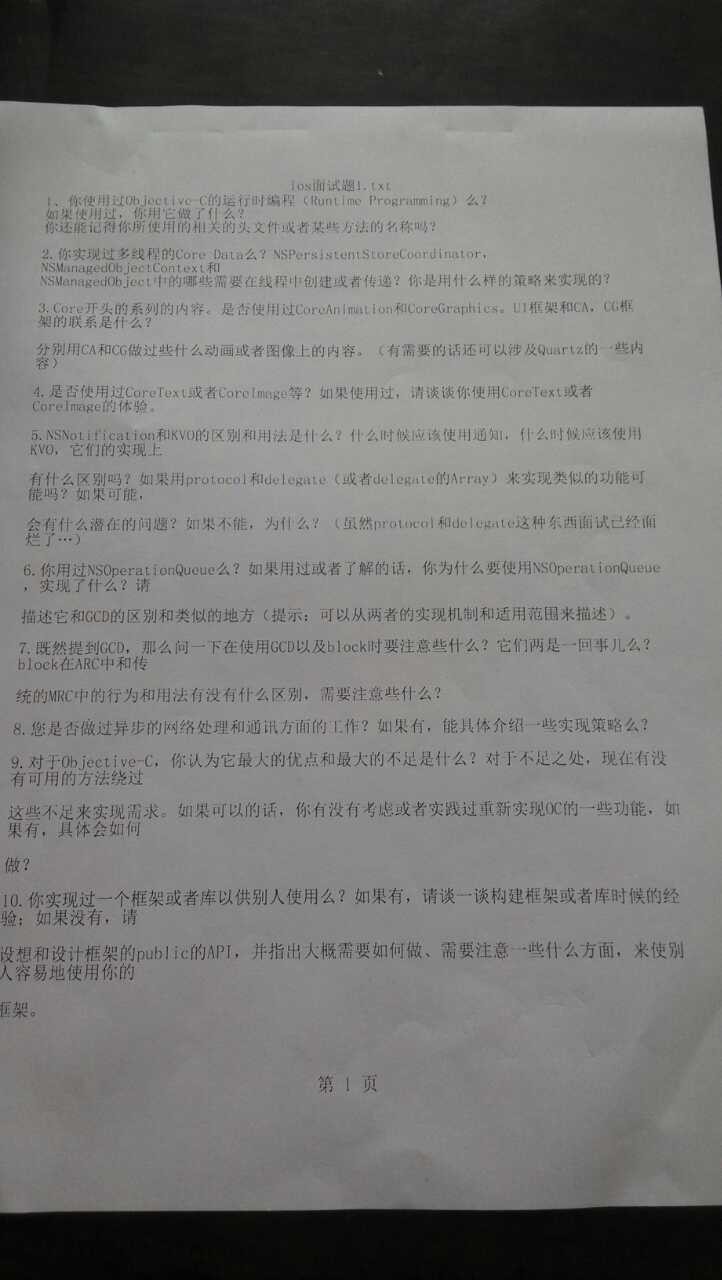 ios面试题1.txt
1、你使用过Objective-C的运行时编程（Runtime Programming）么？
如果使用过，你用它做了什么？
你还能记得你所使用的相关的头文件或者某些方法的名称吗？
2.你实现过多线程的Core Data么？NSPersistentStoreCoordinator，
NSManagedObjectContext和
NSManagedObject中的哪些需要在线程中创建或者传递？你是用什么样的策略来实现的？
3.Core开头的系列的内容。是否使用过CoreAnimation和CoreGraphics。UI框架和CA，CG框
架的联系是什么？
分别用CA和CG做过些什么动画或者图像上的内容。（有需要的话还可以涉及Quartz的一些内
容）
4.是否使用过CoreText或者CoreImage等？如果使用过，请谈谈你使用CoreText或者
CoreImage的体验。
5.NSNotification和KVO的区别和用法是什么？什么时候应该使用通知，什么时候应该使用
KVO，它们的实现上
有什么区别吗？如果用protocol和delegate（或者delegate的Array）来实现类似的功能可
能吗？如果可能，
会有什么潜在的问题？如果不能，为什么？（虽然protocol和delegate这种东西面试已经面
烂了…）
6.你用过NSOperationQueue么？如果用过或者了解的话，你为什么要使用NSOperationQueue
，实现了什么？请
描述它和GCD的区别和类似的地方（提示：可以从两者的实现机制和适用范围来描述）。
7.既然提到GCD，那么问一下在使用GCD以及block时要注意些什么？它们两是一回事儿么？
block在ARC中和传
统的MRC中的行为和用法有没有什么区别，需要注意些什么？
8.您是否做过异步的网络处理和通讯方面的工作？如果有，能具体介绍一些实现策略么？
9.对于Objective-C，你认为它最大的优点和最大的不足是什么？对于不足之处，现在有没
有可用的方法绕过
这些不足来实现需求。如果可以的话，你有没有考虑或者实践过重新实现OC的一些功能，如
果有，具体会如何
做？
10.你实现过一个框架或者库以供别人使用么？如果有，请谈一谈构建框架或者库时候的经
验；如果没有，请
设想和设计框架的public的API，并指出大概需要如何做、需要注意一些什么方面，来使别
人容易地使用你的
框架。
第 1 页